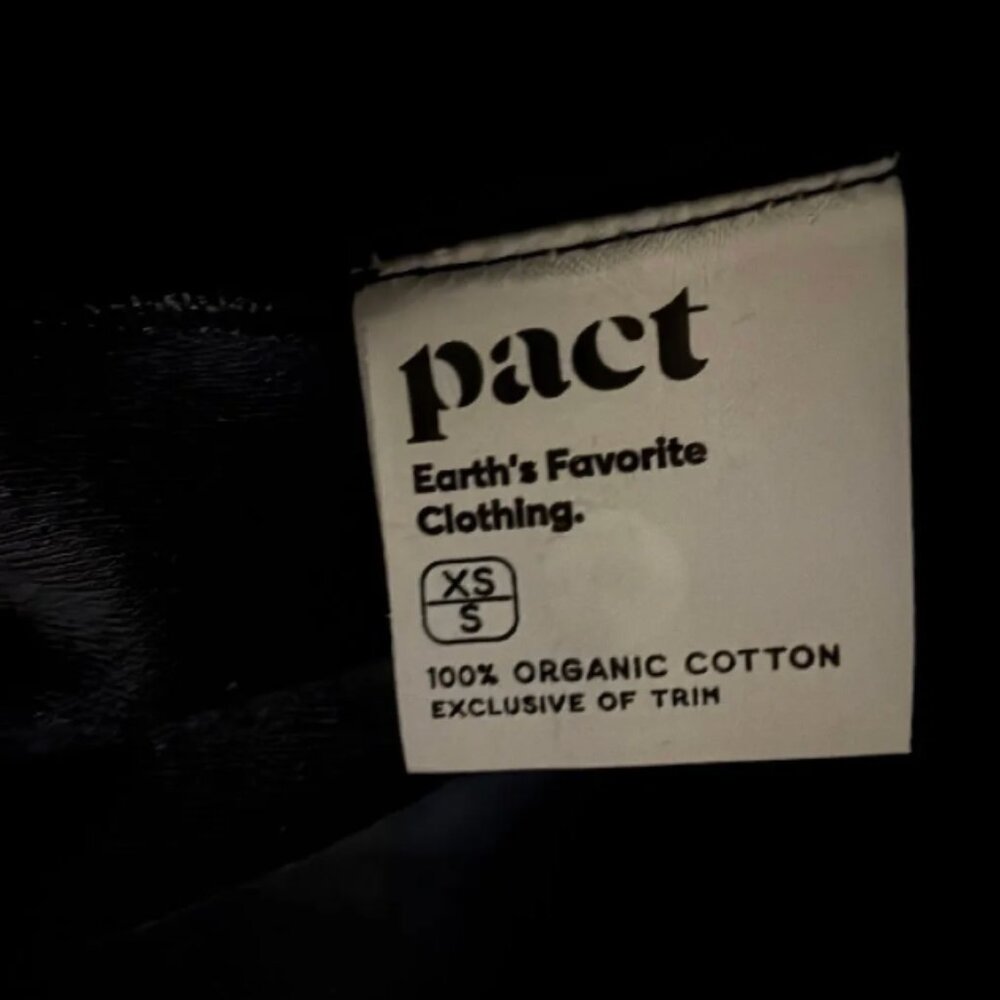 pact
Earth's Favorite
Clothing.
XS
S
100% ORGANIC COTTON
EXCLUSIVE OF TRIM